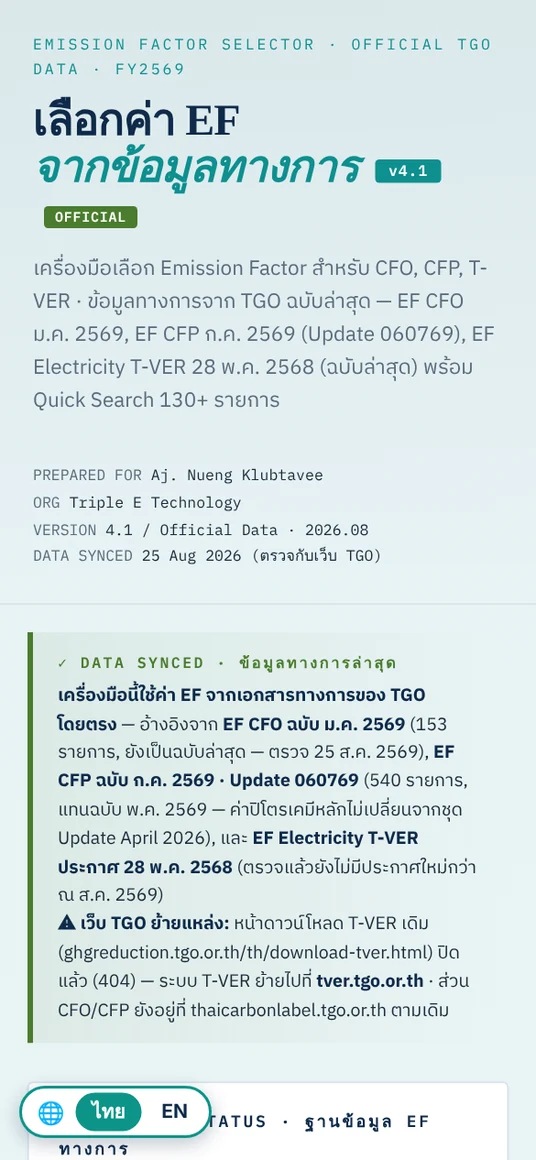 EMISSION FACTOR SELECTOR · OFFICIAL TGO
DATA · FY2569
เลือกค่า EF
จากข้อมูลทางการ v4.1
OFFICIAL
เครื่องมือเลือก Emission Factor สำหรับ CFO, CFP, T-
VER · ข้อมูลทางการจาก TGO ฉบับล่าสุด — EF CFO
ม.ค. 2569, EF CFP ก.ค. 2569 (Update 060769), EF
Electricity T-VER 28 พ.ค. 2568 (ฉบับล่าสุด) พร้อม
Quick Search 130+ รายการ
PREPARED FOR Aj. Nueng Klubtavee
ORG Triple E Technology
VERSION 4.1 / Official Data · 2026.08
DATA SYNCED 25 Aug 2026 (ตรวจกับเว็บ TGO)
✓ DATA SYNCED · ข้อมูลทางการล่าสุด
เครื่องมือนี้ใช้ค่า EF จากเอกสารทางการของ TGO
โดยตรง — อ้างอิงจาก EF CFO ฉบับ ม.ค. 2569 (153
รายการ, ยังเป็นฉบับล่าสุด — ตรวจ 25 ส.ค. 2569), EF
CFP ฉบับ ก.ค. 2569 · Update 060769 (540 รายการ,
แทนฉบับ พ.ค. 2569 — ค่าปิโตรเคมีหลักไม่เปลี่ยนจากชุด
Update April 2026), และ EF Electricity T-VER
ประกาศ 28 พ.ค. 2568 (ตรวจแล้วยังไม่มีประกาศใหม่กว่า
ณ ส.ค. 2569)
⚠ เว็บ TGO ย้ายแหล่ง: หน้าดาวน์โหลด T-VER เดิม
(ghgreduction.tgo.or.th/th/download-tver.html) ปิด
แล้ว (404) — ระบบ T-VER ย้ายไปที่ tver.tgo.or.th · ส่วน
CFO/CFP ยังอยู่ที่ thaicarbonlabel.tgo.or.th ตามเดิม
TATUS · ฐานข้อมูล EF
ทางการ
🌐 ไทย EN